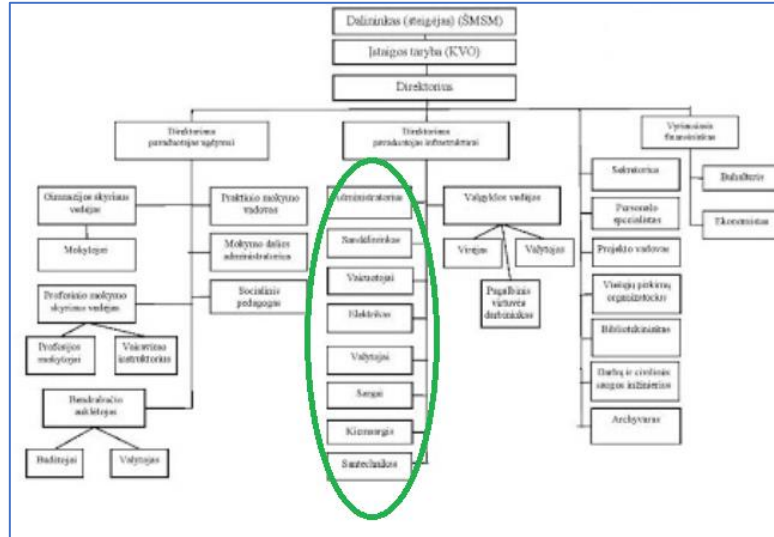 Dalininkas (steigėjas) (ŠMSM)
Įstaigos taryba (KVO)
Direktorius
Direktoriaus
pavaduotojas ugdymui
Direktoriaus
pavaduotojas infrastruktūrai
Vyriausiasis
finansininkas
Gimnazijos skyriaus
vedėjas
Mokytojai
Profesinio mokymo
skyriaus vedėjas
Profesijos
mokytojai
Vairavimo
instruktorius
Bendrabučio
auklėtojas
Budėtojai
Valytojas
Praktinio mokymo
vadovas
Mokymo dalies
administratorius
Socialinis
pedagogas
Administratorius
Sandėlininkas
Vairuotojai
Elektrikas
Valytojai
Sargai
Kiemsargis
Santechnikas
Valgyklos vedėjas
Virėjas
Valytojas
Pagalbinis
virtuvės
darbininkas
Sekretorius
Personalo
specialistas
Projekto vadovas
Viešųjų pirkimų
organizatorius
Bibliotekininkas
Darbų ir civilinės
saugos inžinierius
Archyvaras
Buhalteris
Ekonomistas